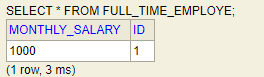 SELECT * FROM FULL_TIME_EMPLOYE;
MONTHLY_SALARY ID
1000 1
(1 row, 3 ms)